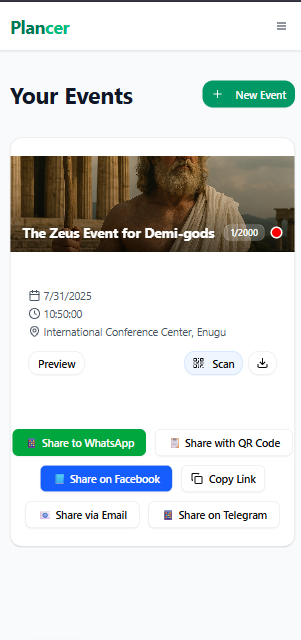 Plancer
Your Events
New Event
The Zeus Event for Demi-gods
1/2000
7/31/2025
10:50:00
International Conference Center, Enugu
Preview
Scan
Share to WhatsApp
Share with QR Code
Share on Facebook
Copy Link
Share via Email
Share on Telegram